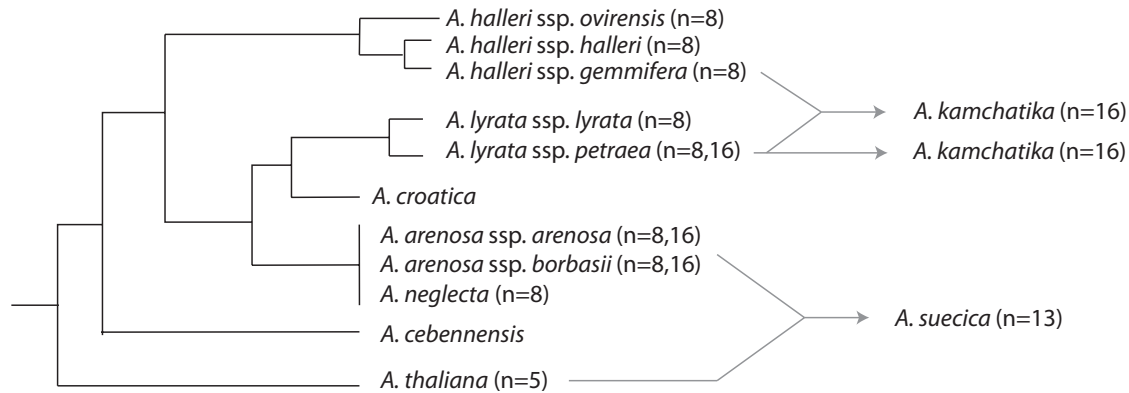 A. halleri ssp. ovirensis (n=8)
A. halleri ssp. halleri (n=8)
A. halleri ssp. gemmifera (n=8)
A. lyrata ssp. lyrata (n=8)
A. lyrata ssp. petraea (n=8,16)
A. croatica
A. arenosa ssp. arenosa (n=8,16)
A. arenosa ssp. borbasii (n=8,16)
A. neglecta (n=8)
A. cebennensis
A. thaliana (n=5)
A. kamchatika (n=16)
A. kamchatika (n=16)
A. suecica (n=13)